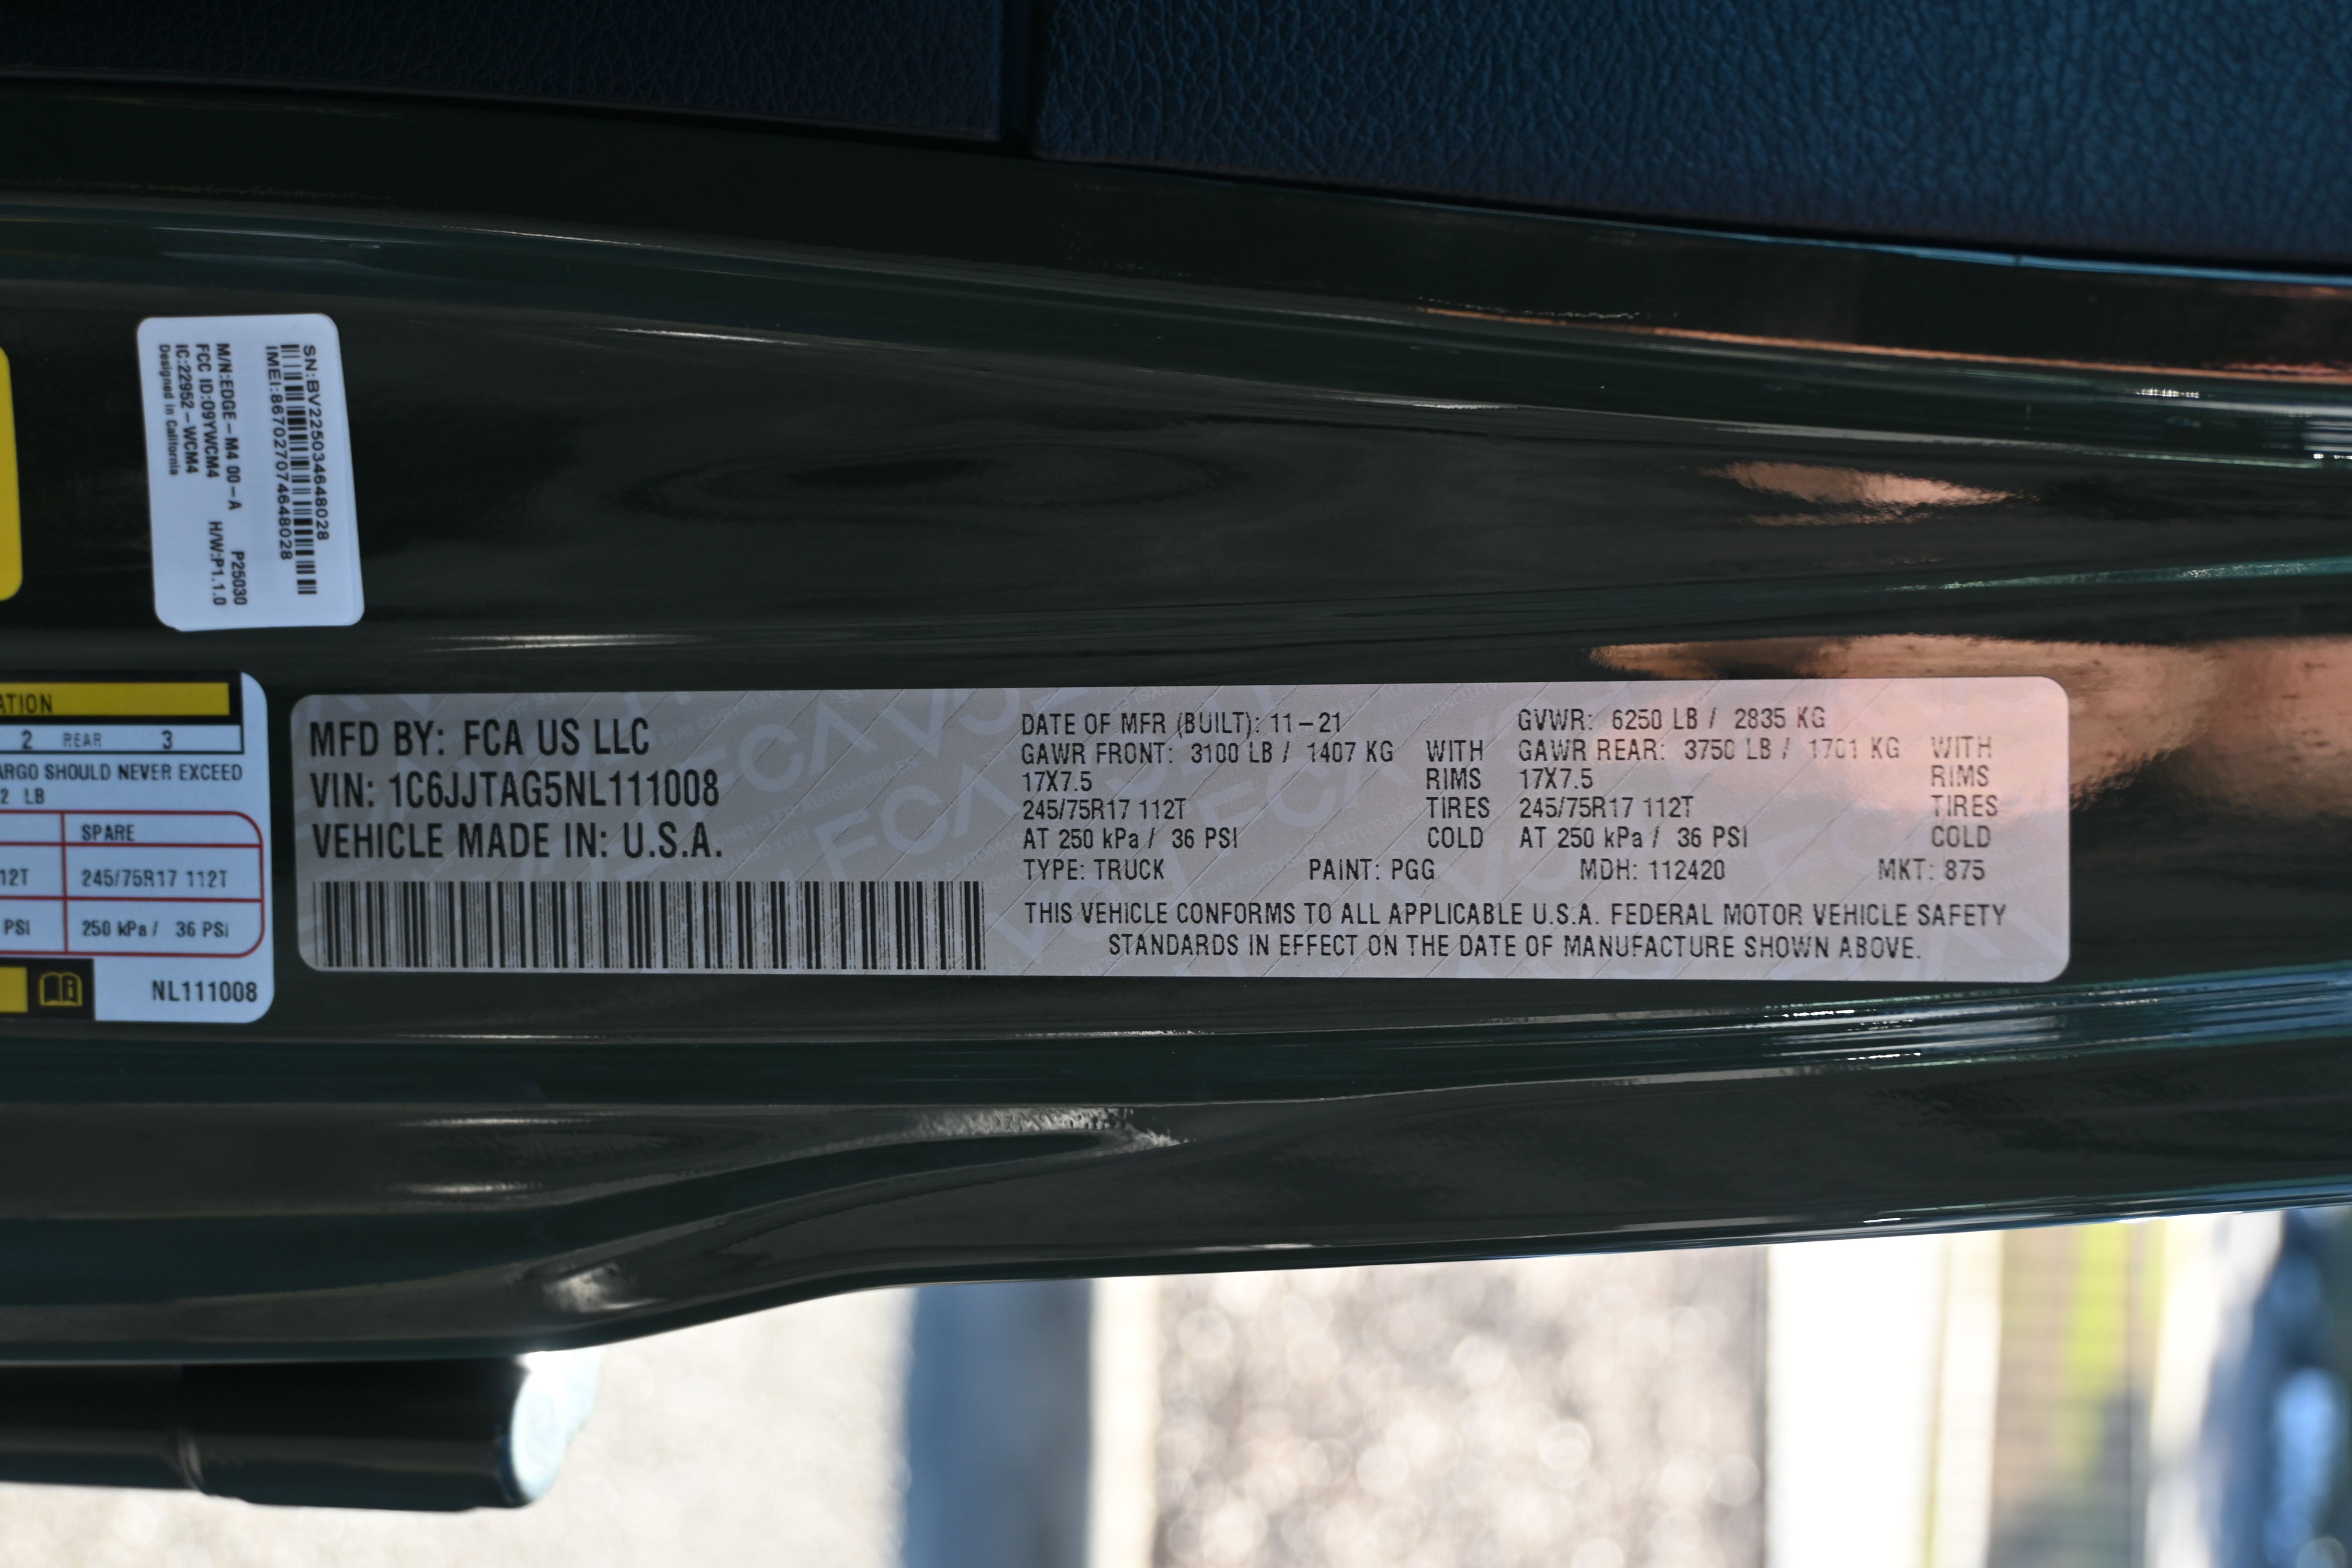 SN:BV225034648028
IMEI:867027074648028
P25030
M/N:EDGE-M4 00-A H/W:P1.1.0
FCC ID:09YWCM4
IC:22952-WCM4
Designed in California
ATION
2 REAR 3
ARGO SHOULD NEVER EXCEED
2 LB
SPARE
12T 245/75R17 112T
PSI 250 kPa / 36 PSI
NL111008
MFD BY: FCA US LLC
VIN: 1C6JJTAG5NL111008
VEHICLE MADE IN: U.S.A.
DATE OF MFR (BUILT): 11-21 GVWR: 6250 LB / 2835 KG
GAWR FRONT: 3100 LB / 1407 KG WITH GAWR REAR: 3750 LB / 1701 KG WITH
17X7.5 RIMS 17X7.5 RIMS
245/75R17 112T TIRES 245/75R17 112T TIRES
AT 250 kPa / 36 PSI COLD AT 250 kPa / 36 PSI COLD
TYPE: TRUCK PAINT: PGG MDH: 112420 MKT: 875
THIS VEHICLE CONFORMS TO ALL APPLICABLE U.S.A. FEDERAL MOTOR VEHICLE SAFETY
STANDARDS IN EFFECT ON THE DATE OF MANUFACTURE SHOWN ABOVE.